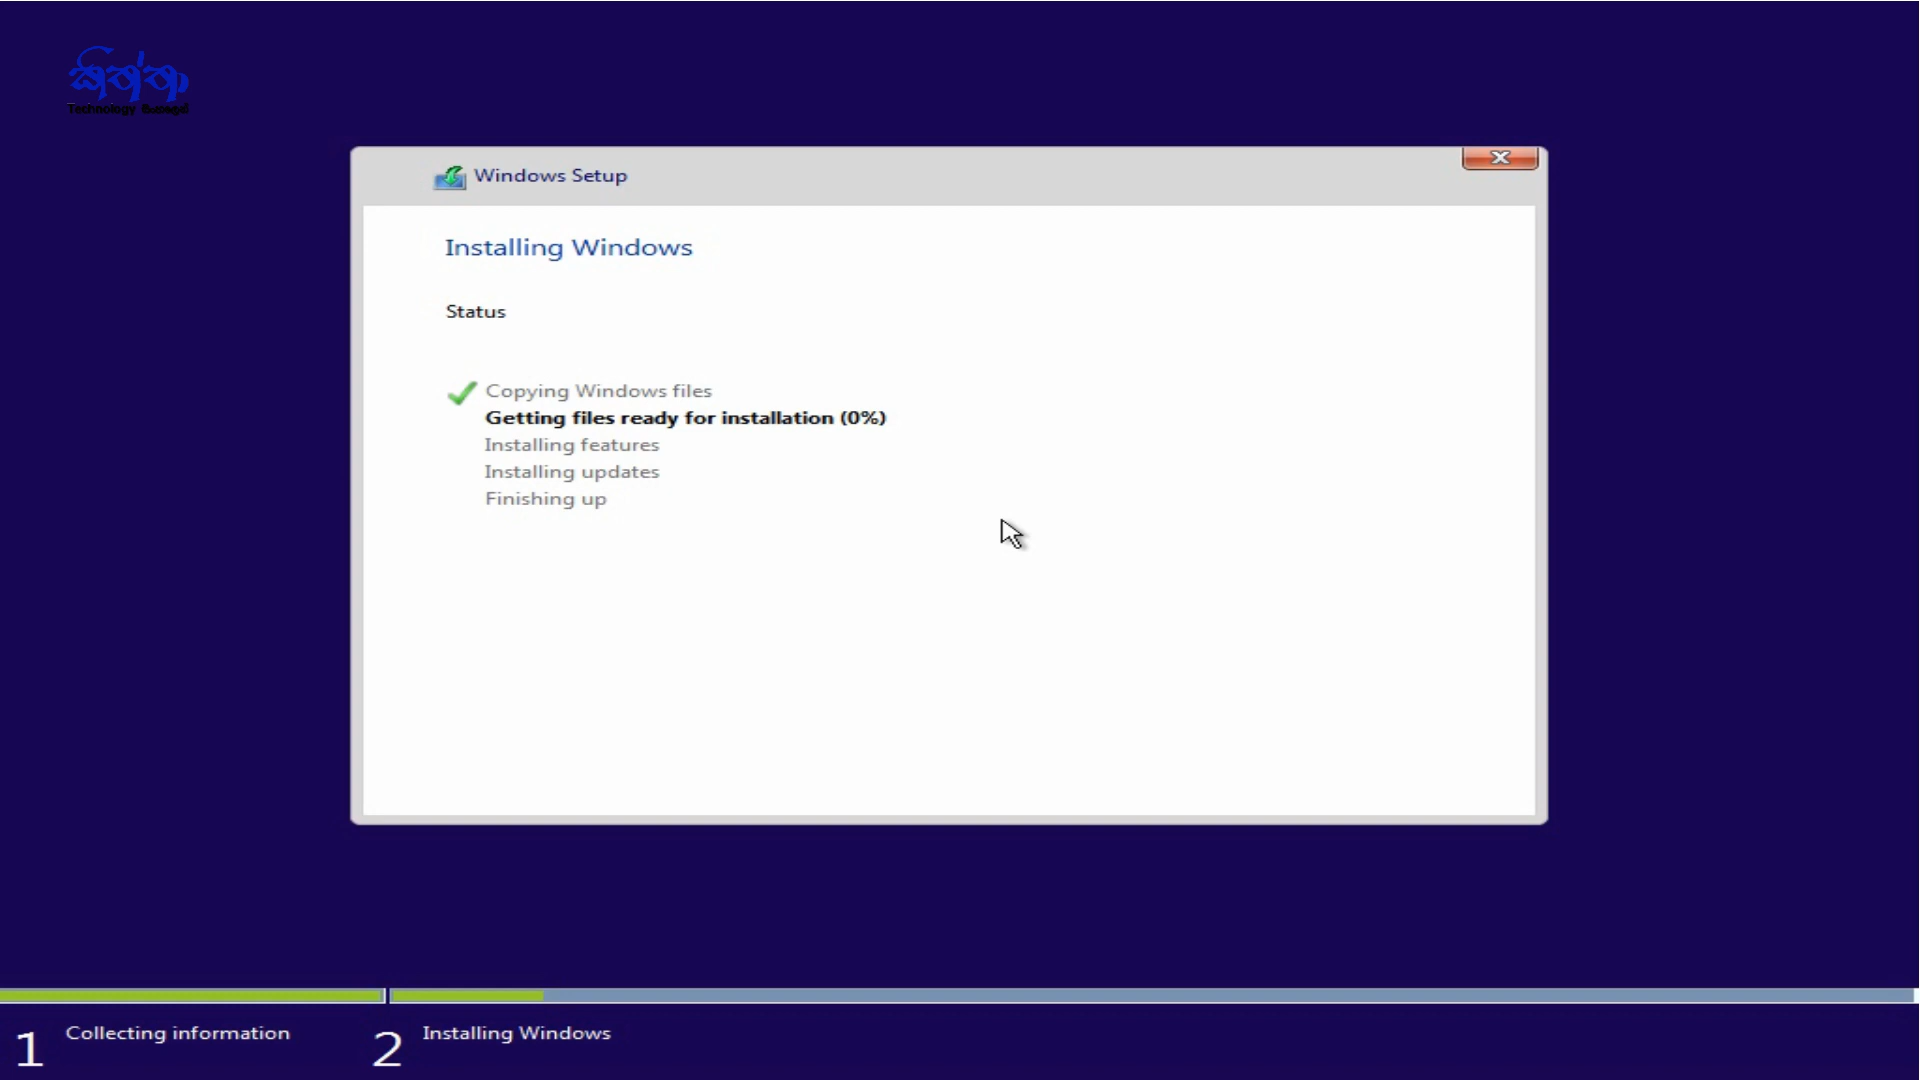 Technology
Windows Setup
Installing Windows
Status
Copying Windows files
Getting files ready for installation (0%)
Installing features
Installing updates
Finishing up
1 Collecting information
2 Installing Windows